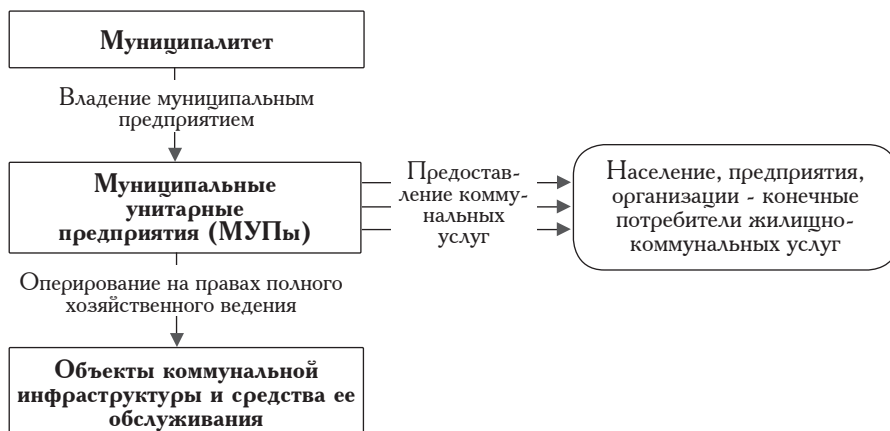 Муниципалитет
Владение муниципальным
предприятием
Муниципальные
унитарные
предприятия (МУПы)
Предостав-
ление комму-
нальных
услуг
Население, предприятия,
организации - конечные
потребители жилищно-
коммунальных услуг
Оперирование на правах полного
хозяйственного ведения
Объекты коммунальной
инфраструктуры и средства ее
обслуживания